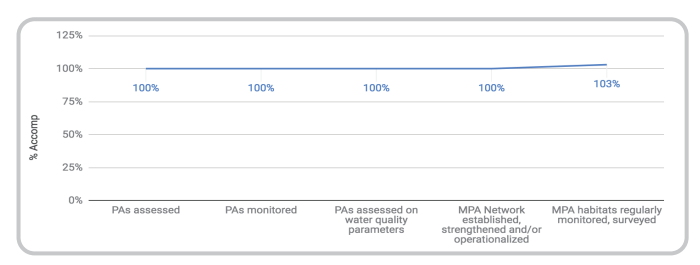 125%
100%
75%
50%
25%
0%
% Accomp
100%
100%
100%
100%
103%
PAs assessed
PAs monitored
PAs assessed on
water quality
parameters
MPA Network
established,
strengthened and/or
operationalized
MPA habitats regularly
monitored, surveyed